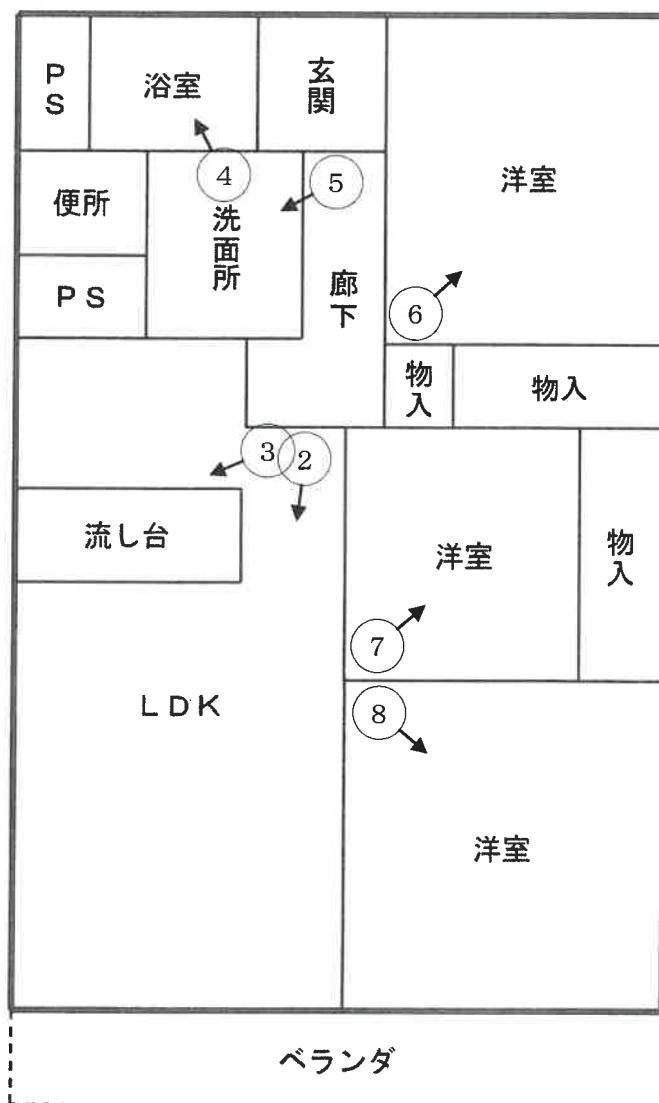 PS
浴室
玄関
洋室
④
⑤
便所
洗面所
PS
廊下
⑥
物入
物入
③
②
流し台
洋室
物入
⑦
LDK
⑧
洋室
ベランダ